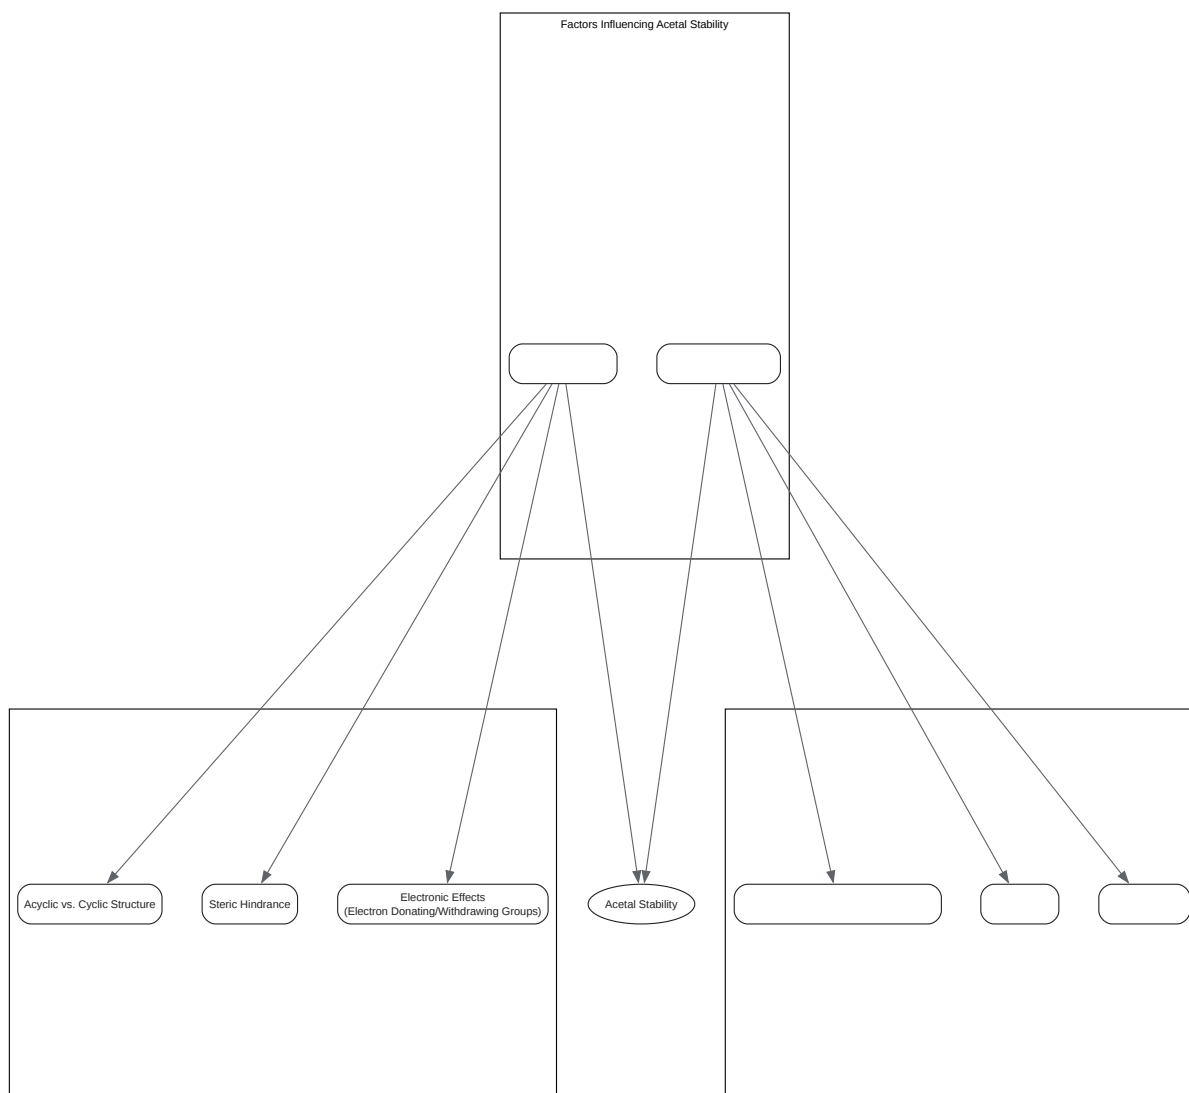 Factors Influencing Acetal Stability
Acyclic vs. Cyclic Structure
Steric Hindrance
Electronic Effects
(Electron Donating/Withdrawing Groups)
Acetal Stability